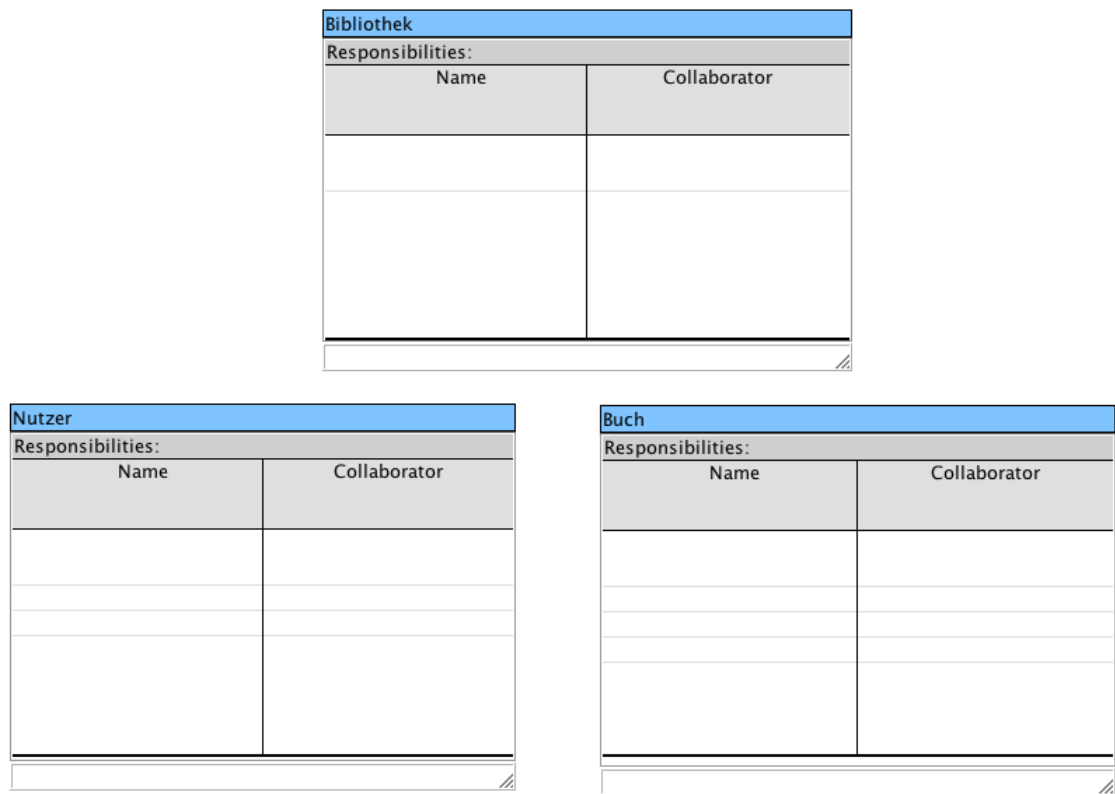 Bibliothek
Responsibilities:
Name Collaborator
Nutzer
Responsibilities:
Name Collaborator
Buch
Responsibilities:
Name Collaborator